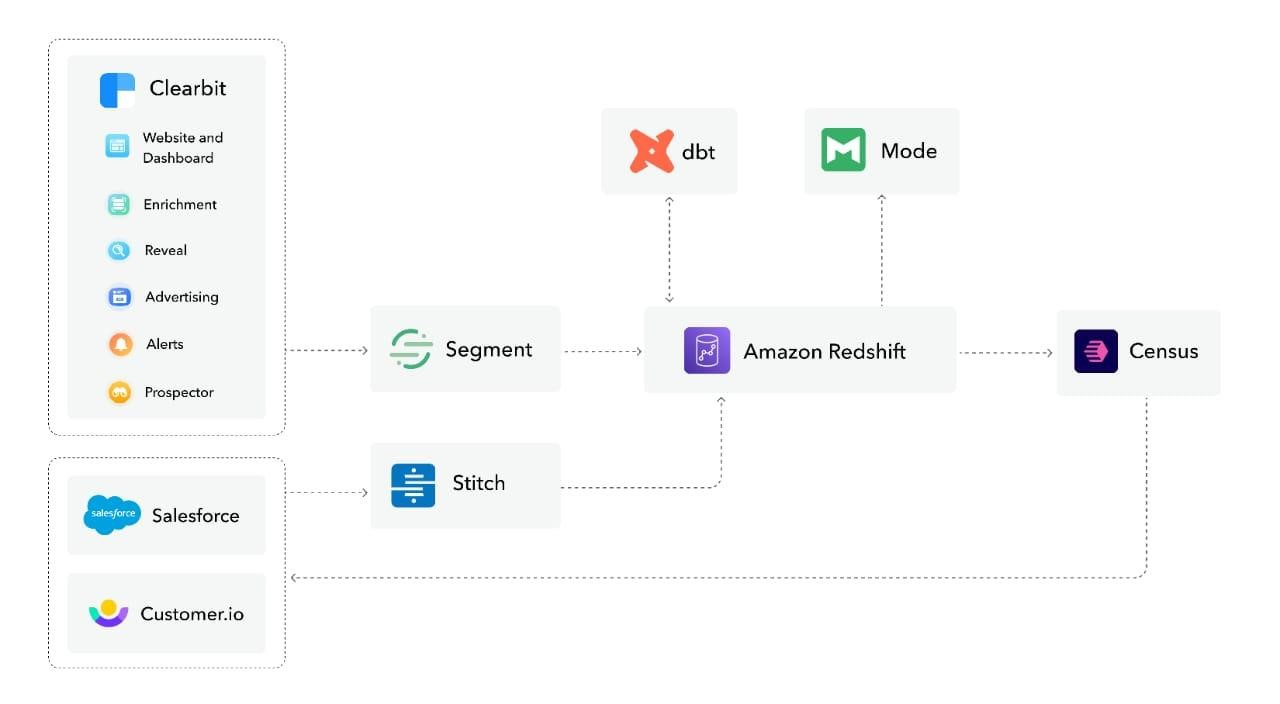 Clearbit
Website and
Dashboard
Enrichment
Reveal
Advertising
Alerts
Prospector
dbt
Mode
Segment
Amazon Redshift
Census
Stitch
salesforce
Salesforce
Customer.io